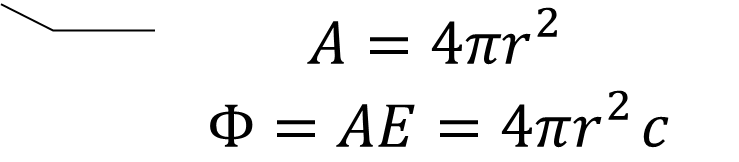 A = 4πr²
Φ = AE = 4πr² c